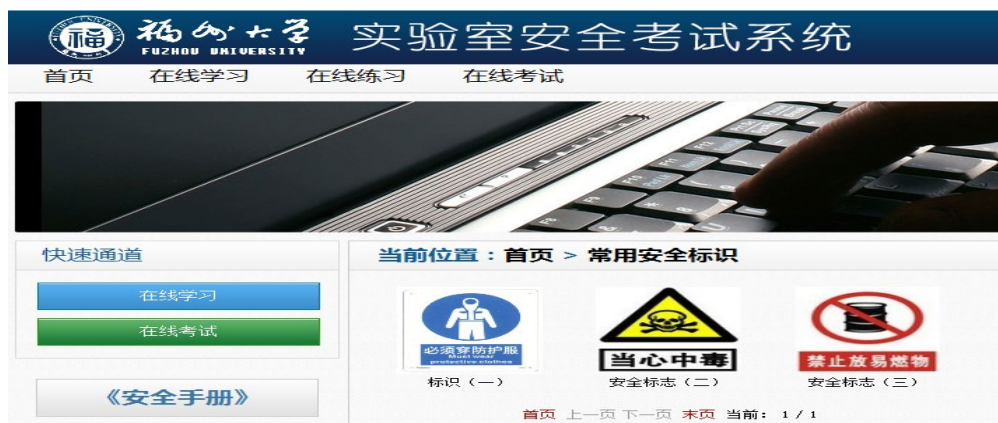 福州大学 实验室安全考试系统
FUZHOU UNIVERSITY
首页 在线学习 在线练习 在线考试
快速通道
在线学习
在线考试
《安全手册》
当前位置：首页 > 常用安全标识
必须穿防护服
Must wear
protective clothes
标识（一）
当心中毒
安全标志（二）
禁止放易燃物
安全标志（三）
首页 上一页 下一页 末页 当前： 1 / 1